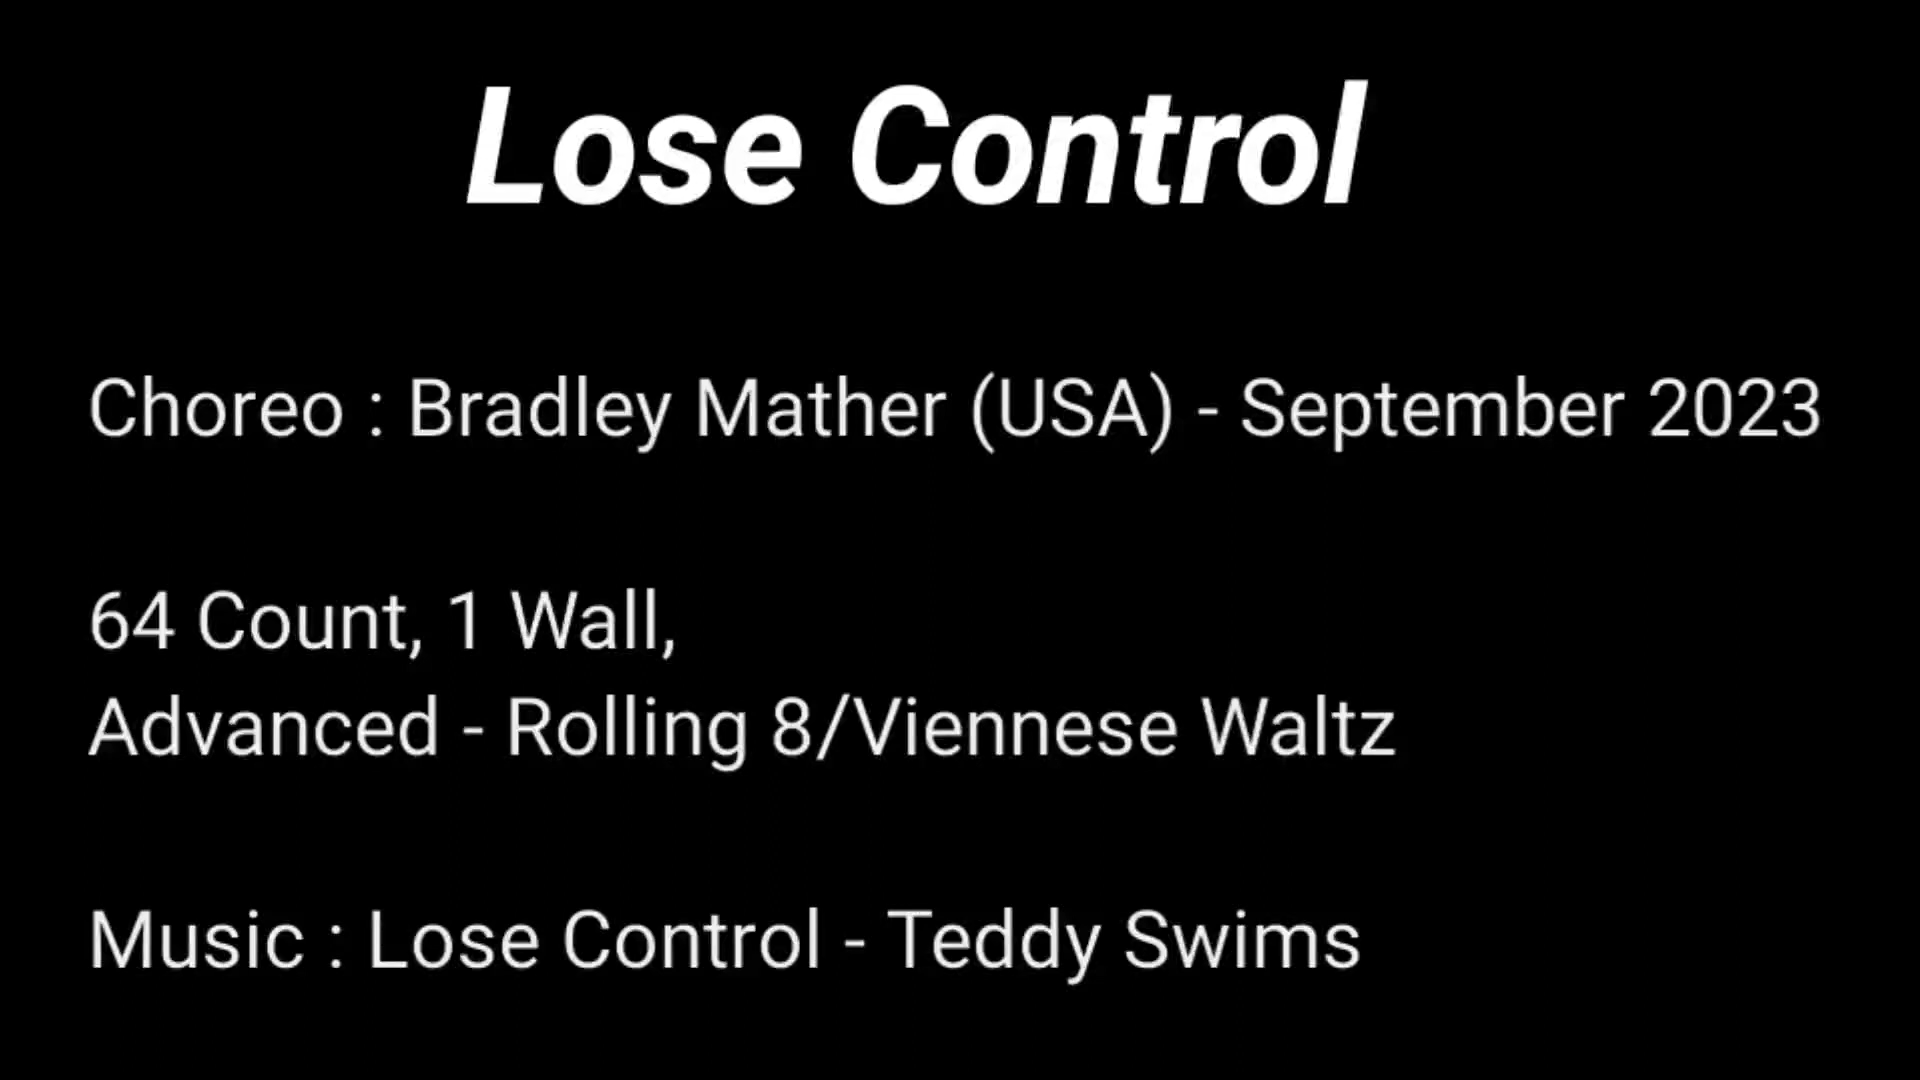 Lose Control
Choreo : Bradley Mather (USA) - September 2023
64 Count, 1 Wall,
Advanced - Rolling 8/Viennese Waltz
Music : Lose Control - Teddy Swims